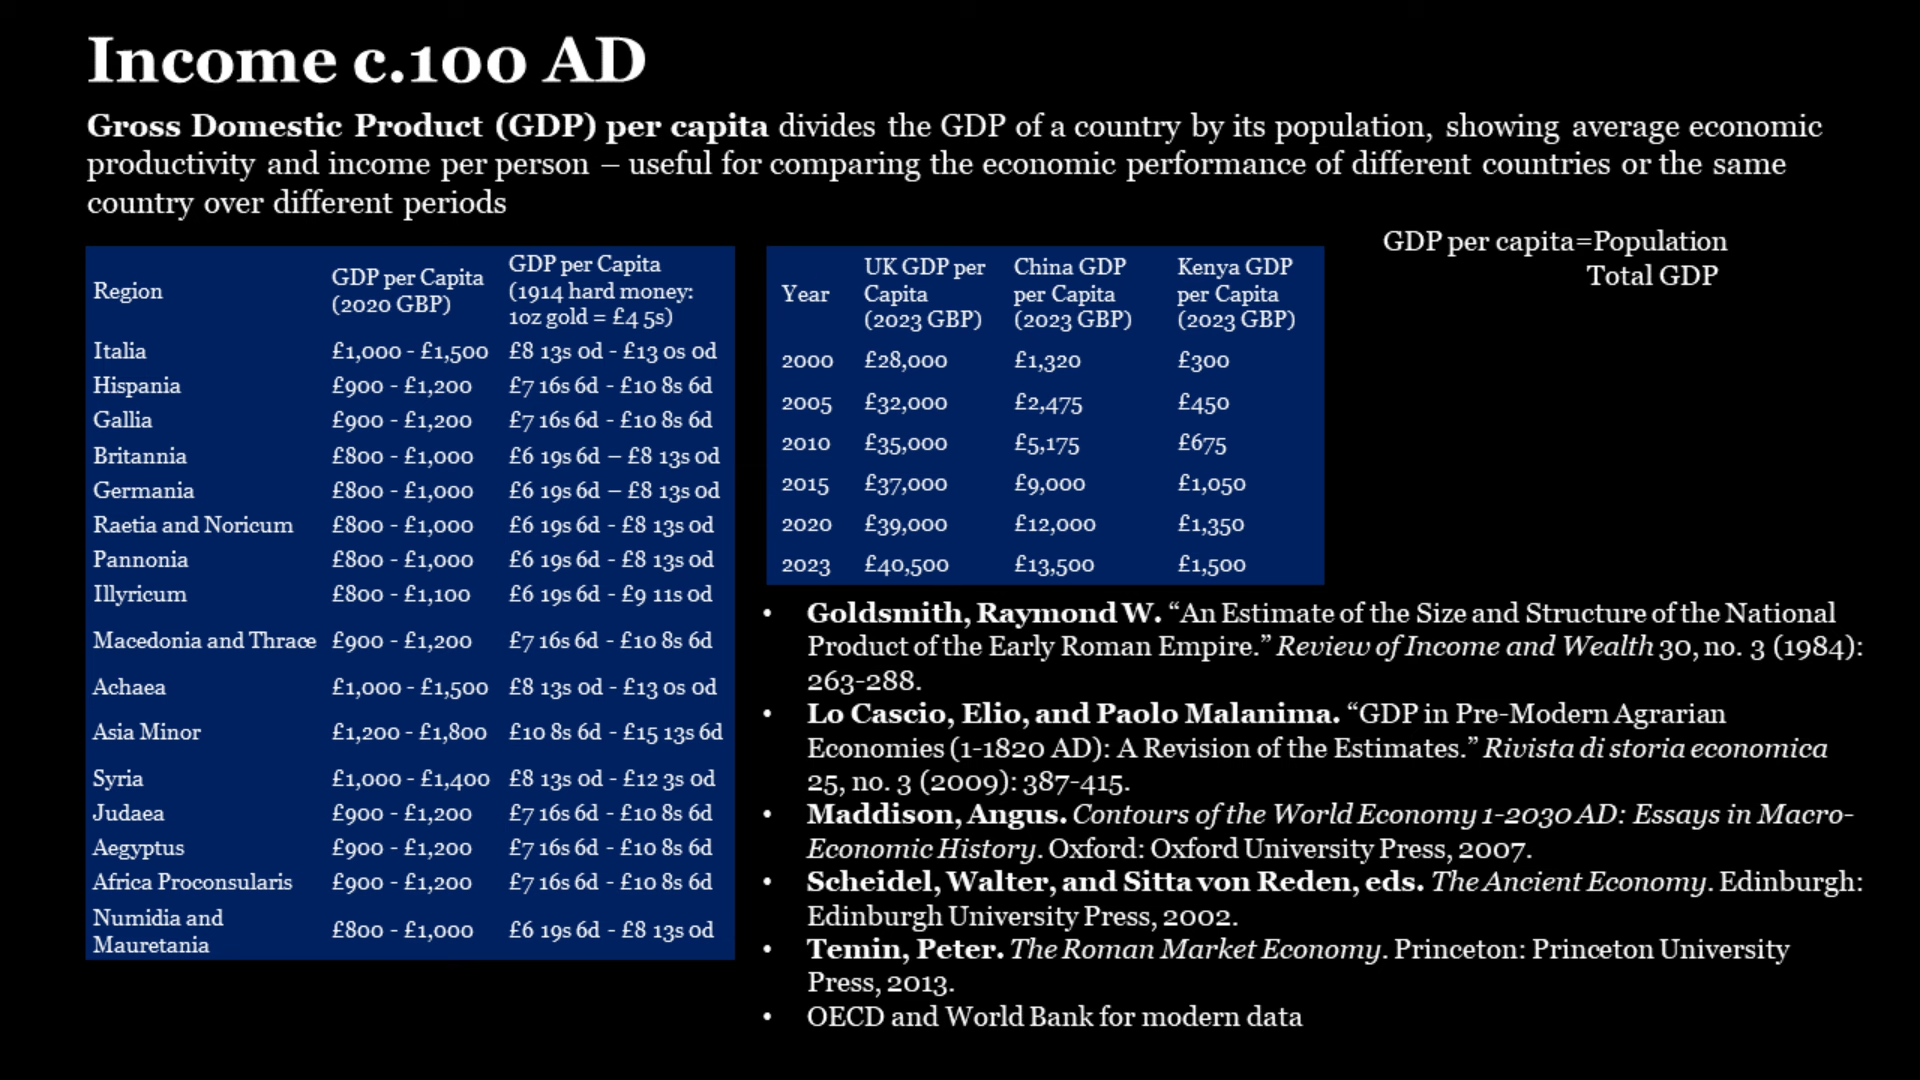 Income c.100 AD
Gross Domestic Product (GDP) per capita divides the GDP of a country by its population, showing average economic
productivity and income per person – useful for comparing the economic performance of different countries or the same
country over different periods
GDP per capita=Population
Total GDP
Region GDP per Capita (2020 GBP) GDP per Capita (1914 hard money: 1oz gold = £4 5s)
Italia £1,000 - £1,500 £8 13s 0d - £13 0s 0d
Hispania £900 - £1,200 £7 16s 6d - £10 8s 6d
Gallia £900 - £1,200 £7 16s 6d - £10 8s 6d
Britannia £800 - £1,000 £6 19s 6d – £8 13s 0d
Germania £800 - £1,000 £6 19s 6d – £8 13s 0d
Raetia and Noricum £800 - £1,000 £6 19s 6d - £8 13s 0d
Pannonia £800 - £1,000 £6 19s 6d - £8 13s 0d
Illyricum £800 - £1,100 £6 19s 6d - £9 11s 0d
Macedonia and Thrace £900 - £1,200 £7 16s 6d - £10 8s 6d
Achaea £1,000 - £1,500 £8 13s 0d - £13 0s 0d
Asia Minor £1,200 - £1,800 £10 8s 6d - £15 13s 6d
Syria £1,000 - £1,400 £8 13s 0d - £12 3s 0d
Judaea £900 - £1,200 £7 16s 6d - £10 8s 6d
Aegyptus £900 - £1,200 £7 16s 6d - £10 8s 6d
Africa Proconsularis £900 - £1,200 £7 16s 6d - £10 8s 6d
Numidia and Mauretania £800 - £1,000 £6 19s 6d - £8 13s 0d
Year UK GDP per Capita (2023 GBP) China GDP per Capita (2023 GBP) Kenya GDP per Capita (2023 GBP)
2000 £28,000 £1,320 £300
2005 £32,000 £2,475 £450
2010 £35,000 £5,175 £675
2015 £37,000 £9,000 £1,050
2020 £39,000 £12,000 £1,350
2023 £40,500 £13,500 £1,500
• Goldsmith, Raymond W. “An Estimate of the Size and Structure of the National
Product of the Early Roman Empire.” Review of Income and Wealth 30, no. 3 (1984):
263-288.
• Lo Cascio, Elio, and Paolo Malanima. “GDP in Pre-Modern Agrarian
Economies (1-1820 AD): A Revision of the Estimates.” Rivista di storia economica
25, no. 3 (2009): 387-415.
• Maddison, Angus. Contours of the World Economy 1-2030 AD: Essays in Macro-
Economic History. Oxford: Oxford University Press, 2007.
• Scheidel, Walter, and Sitta von Reden, eds. The Ancient Economy. Edinburgh:
Edinburgh University Press, 2002.
• Temin, Peter. The Roman Market Economy. Princeton: Princeton University
Press, 2013.
• OECD and World Bank for modern data